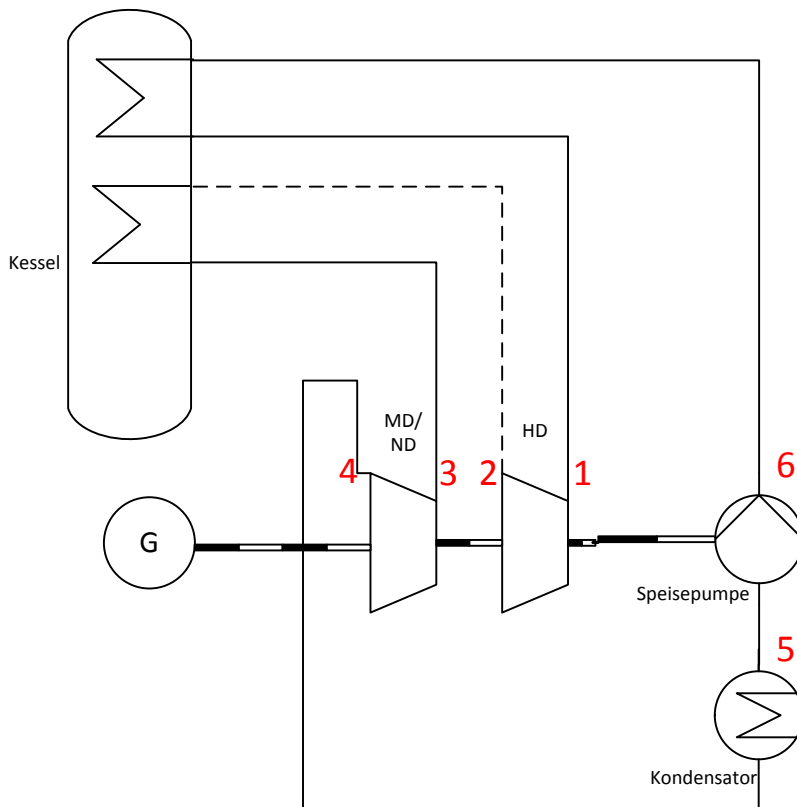 Kessel
MD/
ND
HD
4
3
2
1
6
G
Speisepumpe
5
Kondensator